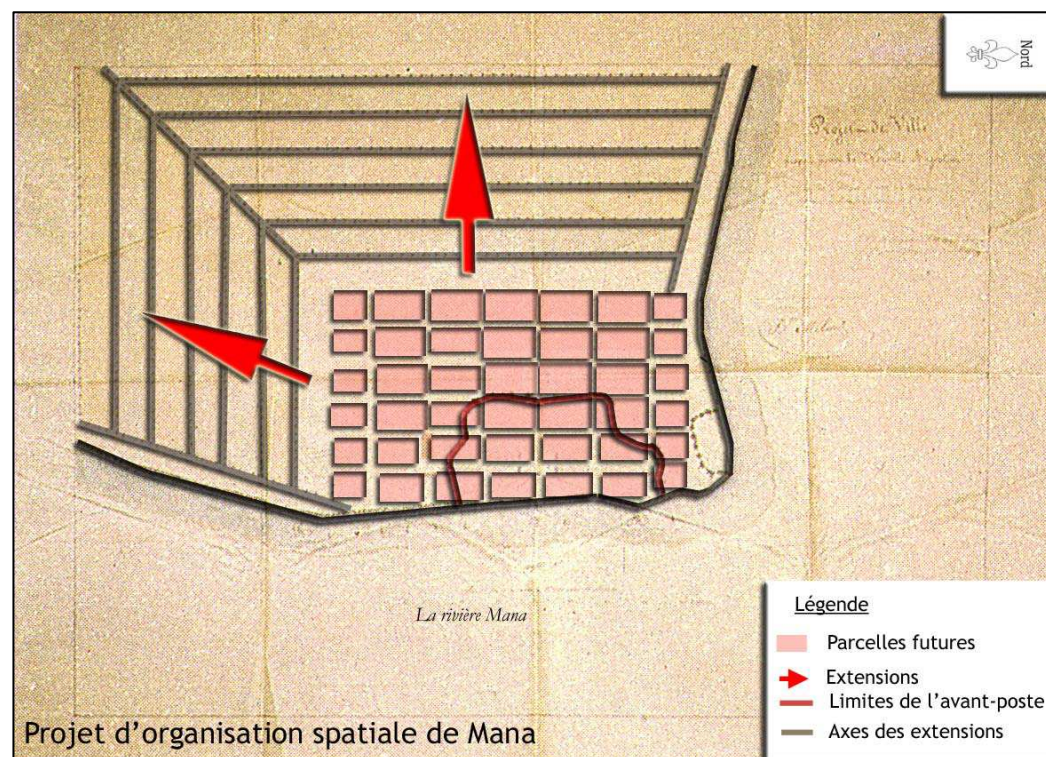 Nord
Projet de Ville
La rivière Mana
Légende
Parcelles futures
Extensions
Limites de l'avant-poste
Axes des extensions
Projet d'organisation spatiale de Mana